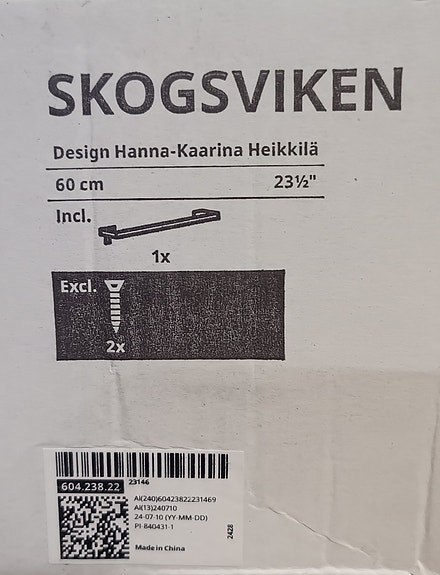 SKOGSVIKEN
Design Hanna-Kaarina Heikkilä
60 cm 23½"
Incl.
1x
Excl.
2x
604.238.22 23146
AI(240)60423822231469
AI(13)240710
24-07-10 (YY-MM-DD)
PI-840431-1
Made in China
2428